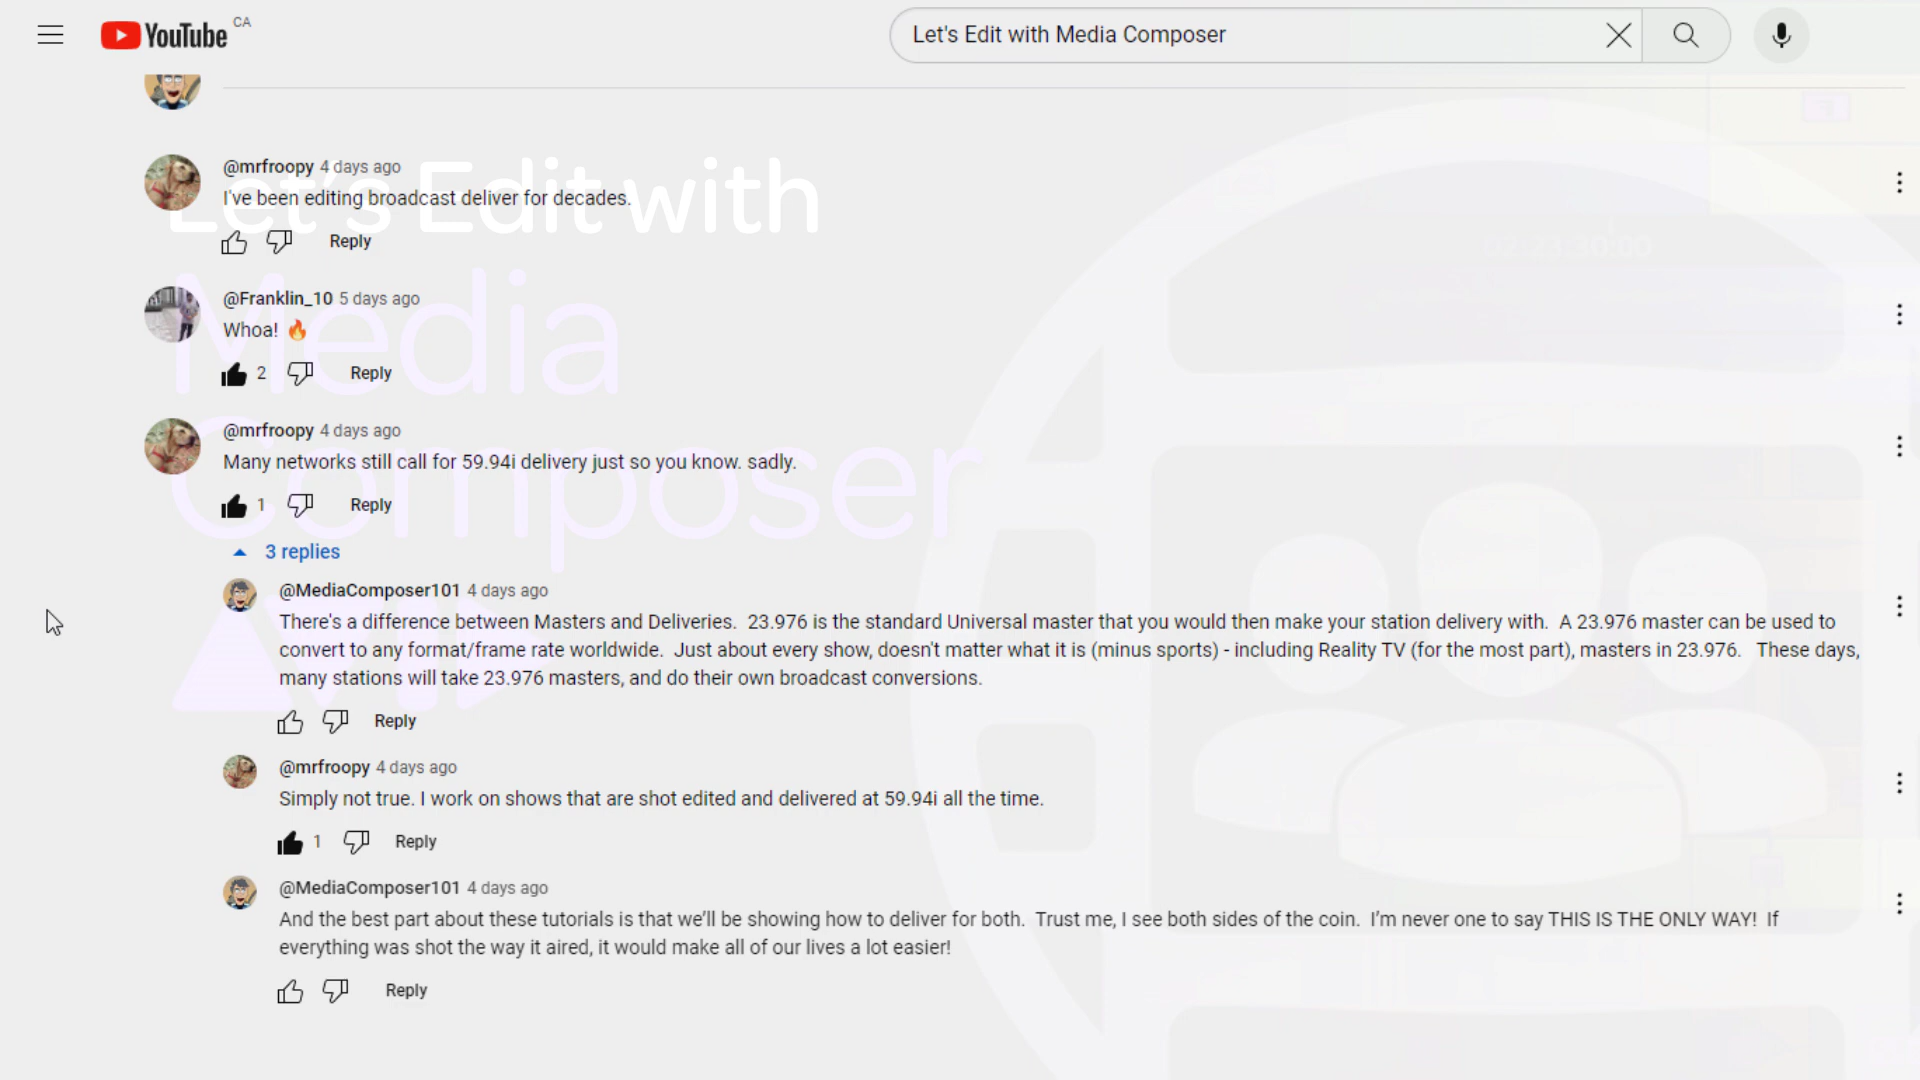 YouTube CA
Let's Edit with Media Composer
@mrfroopy 4 days ago
I've been editing broadcast deliver for decades.
Reply
@Franklin_10 5 days ago
Whoa! 🔥
2 Reply
@mrfroopy 4 days ago
Many networks still call for 59.94i delivery just so you know. sadly.
1 Reply
3 replies
@MediaComposer101 4 days ago
There's a difference between Masters and Deliveries.  23.976 is the standard Universal master that you would then make your station delivery with.  A 23.976 master can be used to
convert to any format/frame rate worldwide.  Just about every show, doesn't matter what it is (minus sports) - including Reality TV (for the most part), masters in 23.976.   These days,
many stations will take 23.976 masters, and do their own broadcast conversions.
Reply
@mrfroopy 4 days ago
Simply not true. I work on shows that are shot edited and delivered at 59.94i all the time.
1 Reply
@MediaComposer101 4 days ago
And the best part about these tutorials is that we’ll be showing how to deliver for both.  Trust me, I see both sides of the coin.  I’m never one to say THIS IS THE ONLY WAY!  If
everything was shot the way it aired, it would make all of our lives a lot easier!
Reply
Let's Edit with
Media
Composer
AVID